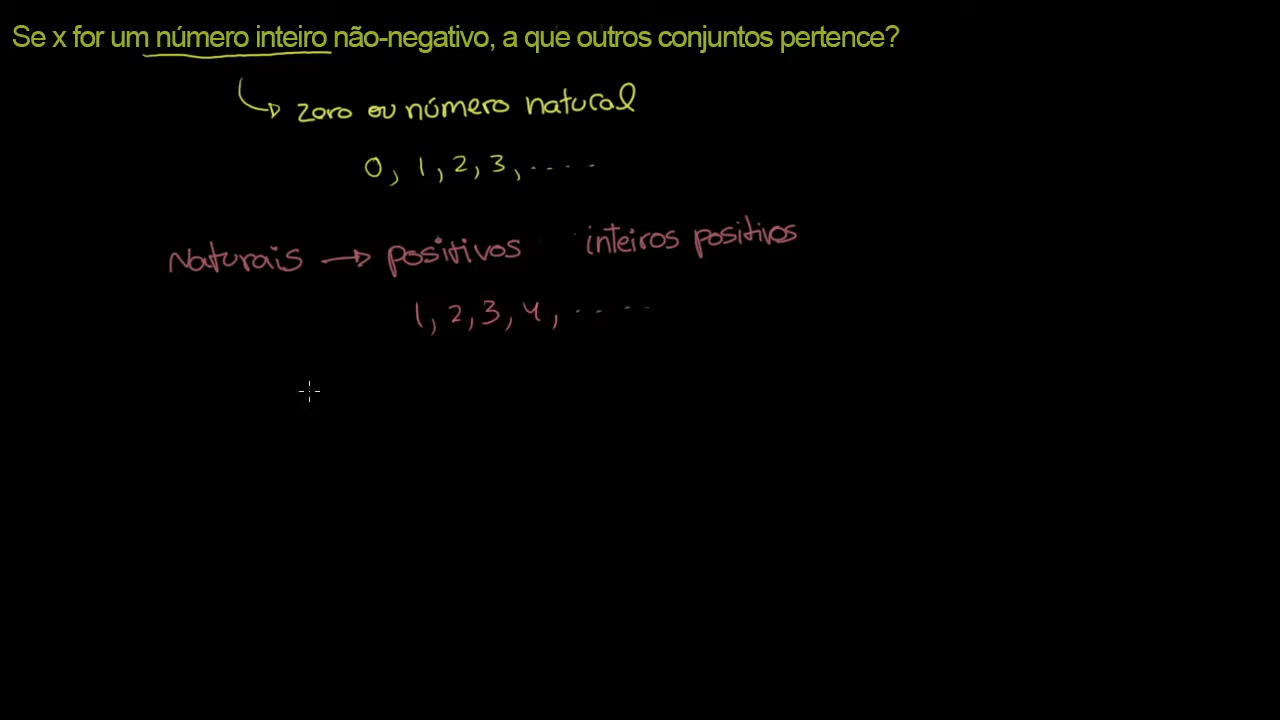 Se x for um número inteiro não-negativo, a que outros conjuntos pertence?
zero ou número natural
0, 1, 2, 3, ....
Naturais → positivos inteiros positivos
1, 2, 3, 4, ....